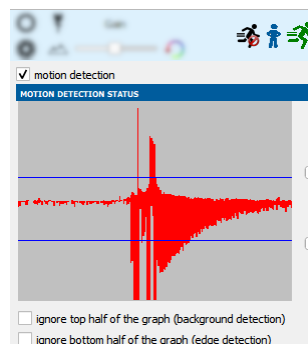 motion detection
MOTION DETECTION STATUS
ignore top half of the graph (background detection)
ignore bottom half of the graph (edge detection)